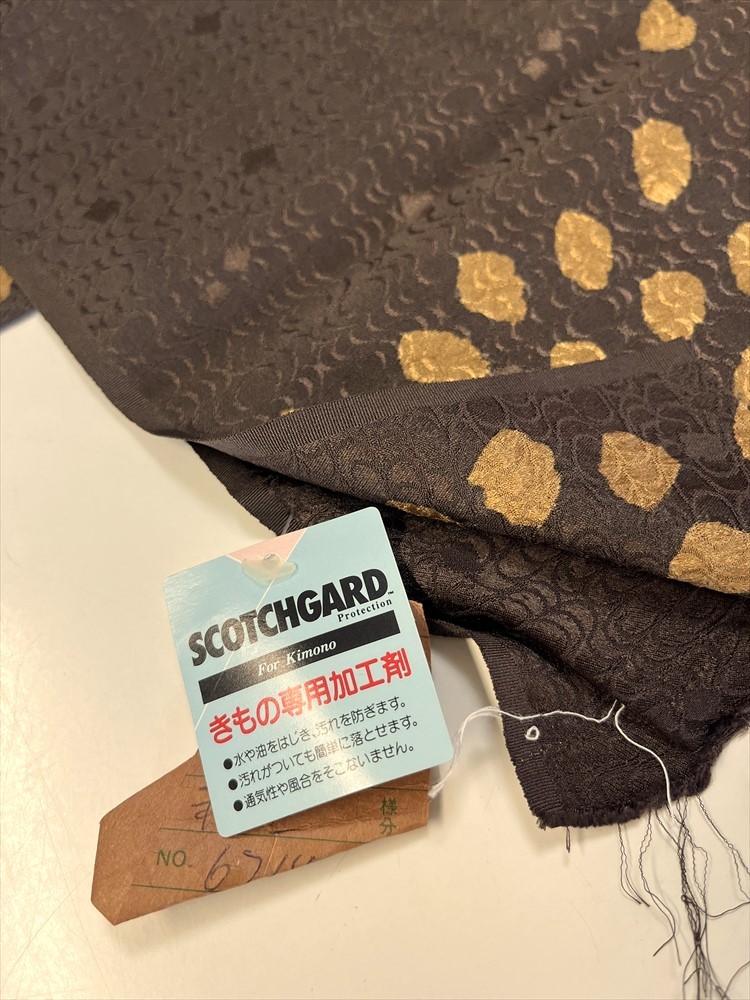 SCOTCHGARD™
Protection
For Kimono
きもの専用加工剤
●水や油をはじき、汚れを防ぎます。
●汚れがついても簡単に落とせます。
●通気性や風合をそこないません。
様分
NO.